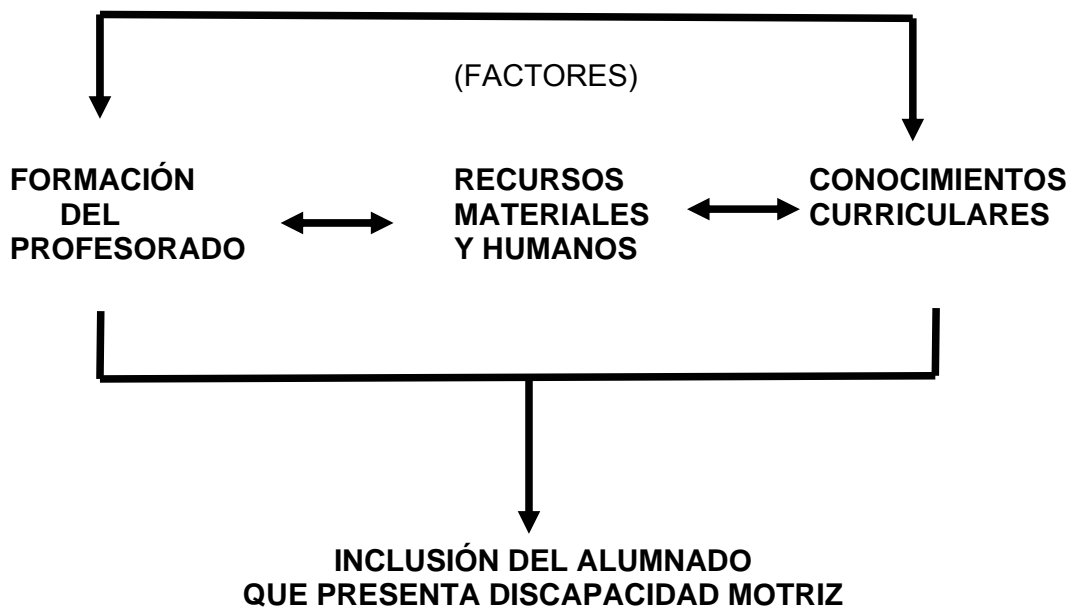 (FACTORES)
FORMACIÓN
DEL
PROFESORADO
RECURSOS
MATERIALES
Y HUMANOS
CONOCIMIENTOS
CURRICULARES
INCLUSIÓN DEL ALUMNADO
QUE PRESENTA DISCAPACIDAD MOTRIZ